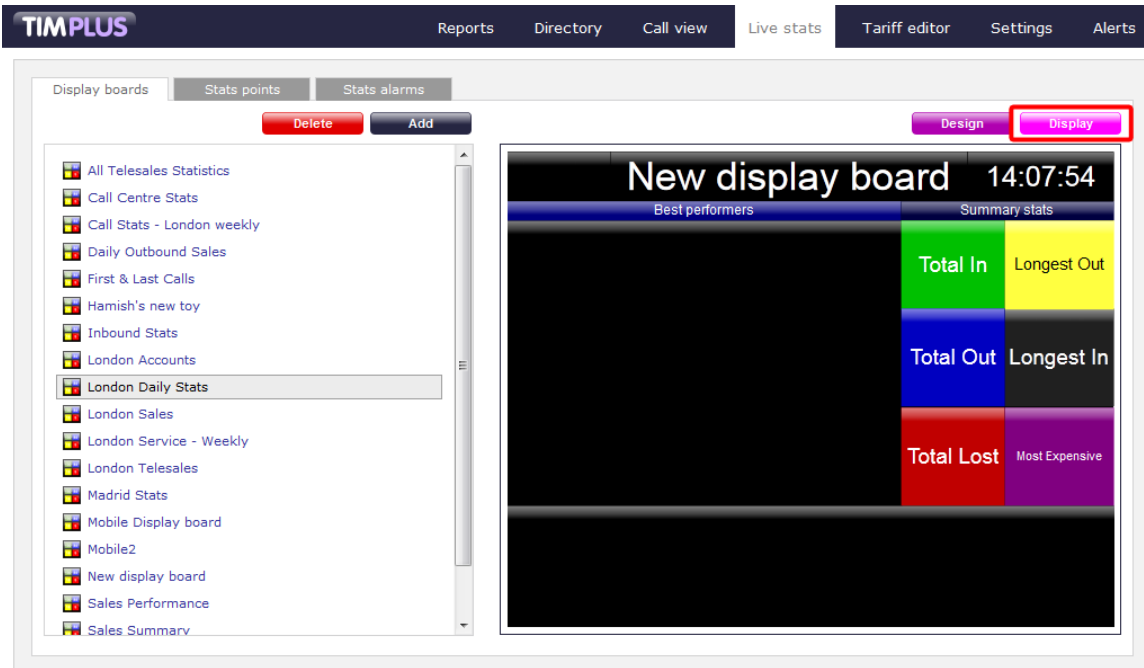 TIMPLUS
Reports Directory Call view Live stats Tariff editor Settings Alerts
Display boards Stats points Stats alarms
Delete Add
Design Display
All Telesales Statistics
Call Centre Stats
Call Stats - London weekly
Daily Outbound Sales
First & Last Calls
Hamish's new toy
Inbound Stats
London Accounts
London Daily Stats
London Sales
London Service - Weekly
London Telesales
Madrid Stats
Mobile Display board
Mobile2
New display board
Sales Performance
Sales Summary
New display board 14:07:54
Best performers Summary stats
Total In Longest Out
Total Out Longest In
Total Lost Most Expensive